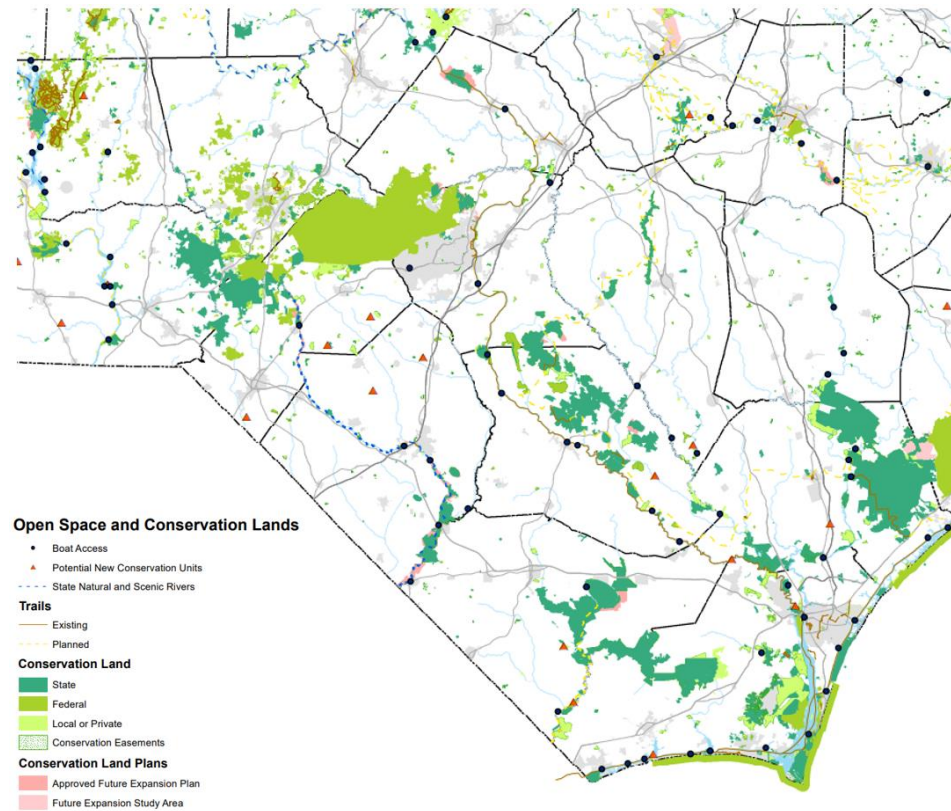 Open Space and Conservation Lands
Boat Access
Potential New Conservation Units
State Natural and Scenic Rivers
Trails
Existing
Planned
Conservation Land
State
Federal
Local or Private
Conservation Easements
Conservation Land Plans
Approved Future Expansion Plan
Future Expansion Study Area